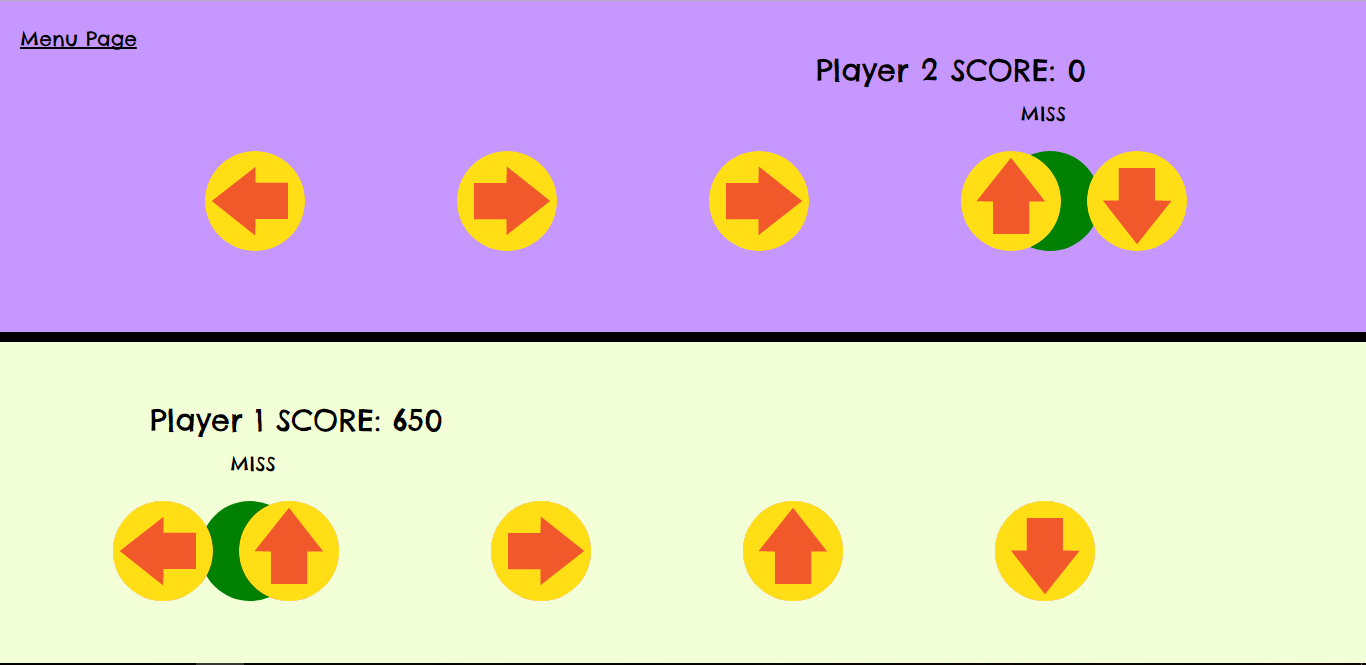 Menu Page
Player 2 SCORE: 0
MISS
Player 1 SCORE: 650
MISS